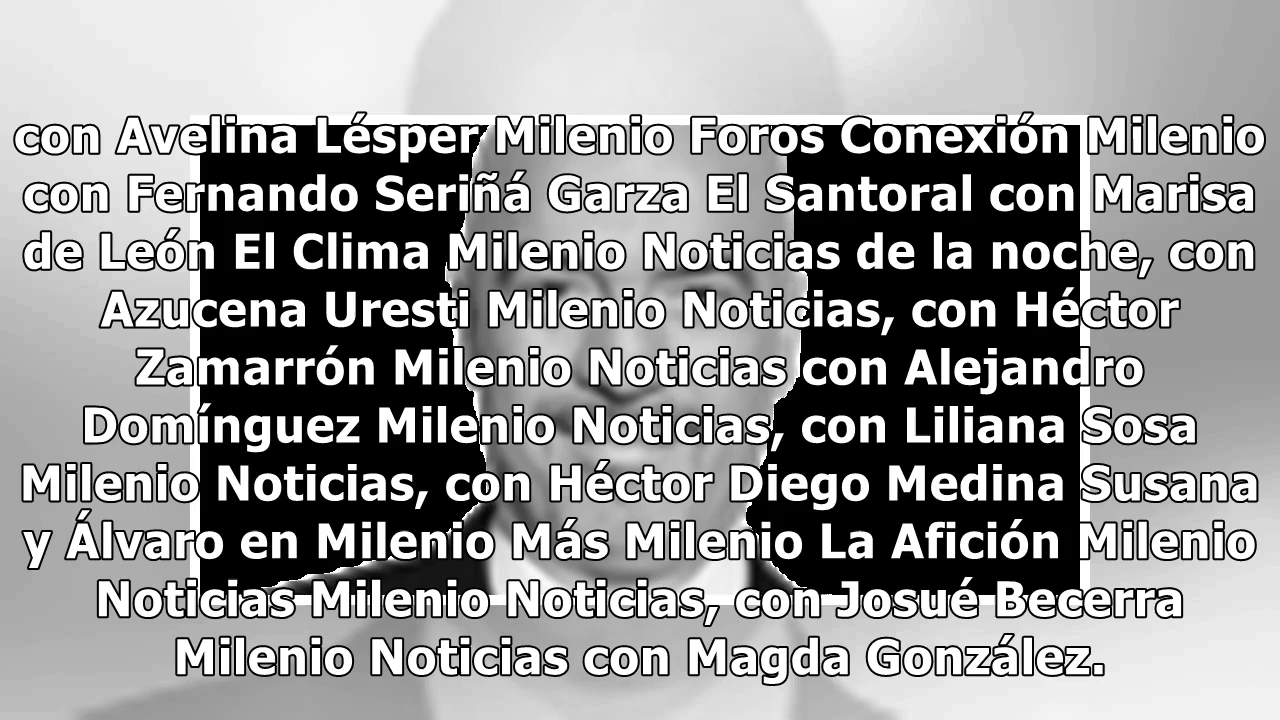 con Avelina Lésper Milenio Foros Conexión Milenio
con Fernando Seriñá Garza El Santoral con Marisa
de León El Clima Milenio Noticias de la noche, con
Azucena Uresti Milenio Noticias, con Héctor
Zamarrón Milenio Noticias con Alejandro
Domínguez Milenio Noticias, con Liliana Sosa
Milenio Noticias, con Héctor Diego Medina Susana
y Álvaro en Milenio Más Milenio La Afición Milenio
Noticias Milenio Noticias, con Josué Becerra
Milenio Noticias con Magda González.